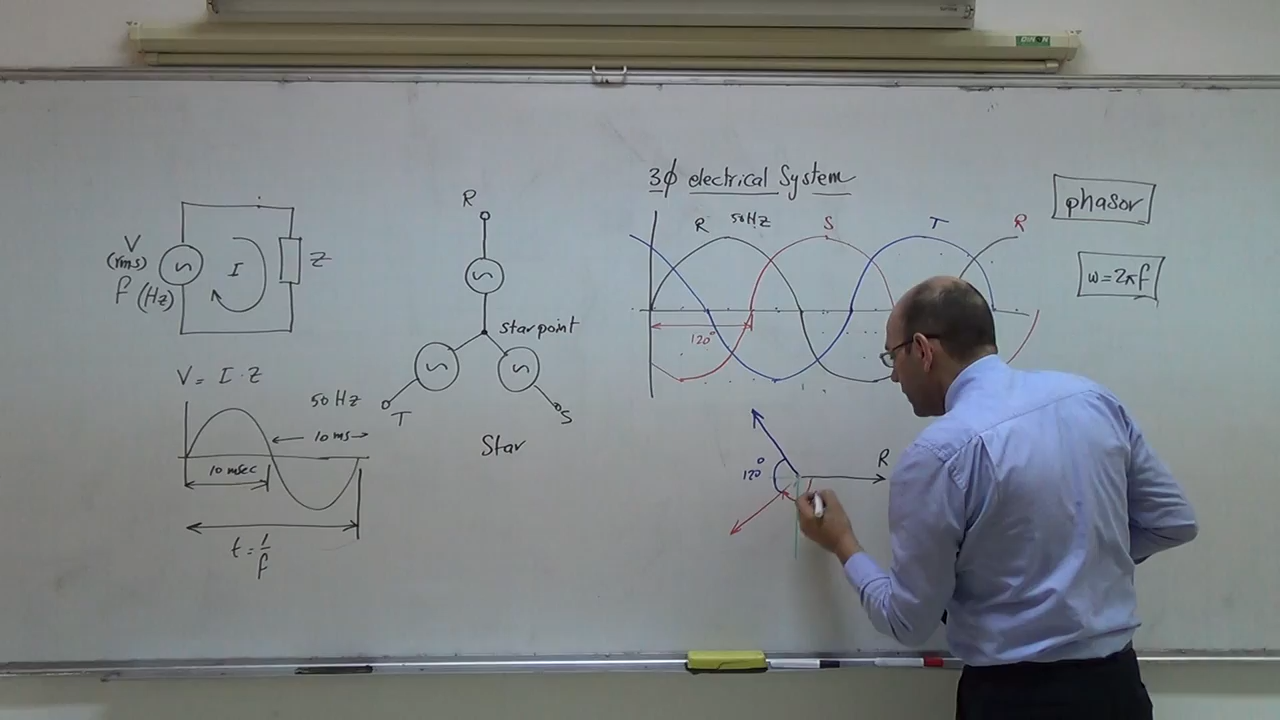 DINON
3ϕ electrical System
phasor
R
50Hz
S
T
R
ω=2πf
120°
V
(rms)
f (Hz)
I
Z
R
starpoint
T
S
Star
V = I · Z
50 Hz
10 ms
10 msec
t = 1/f
120°
R